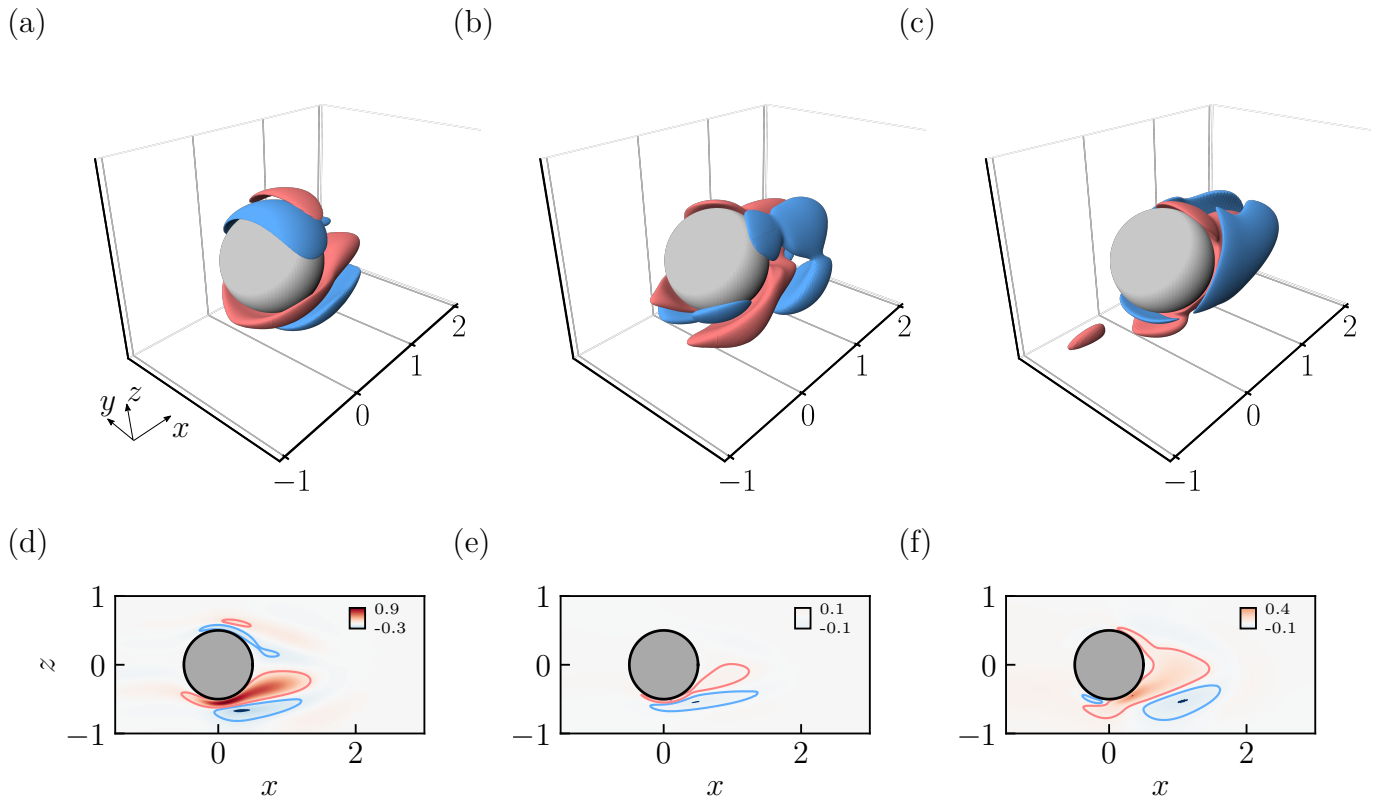 (a) (b) (c)
2 2 2
1 1 1
y z x
0 0 0
−1 −1 −1
(d) (e) (f)
1 0.9 1 0.1 1 0.4
-0.3 -0.1 -0.1
z 0 0 0
−1 −1 −1
0 2 0 2 0 2
x x x